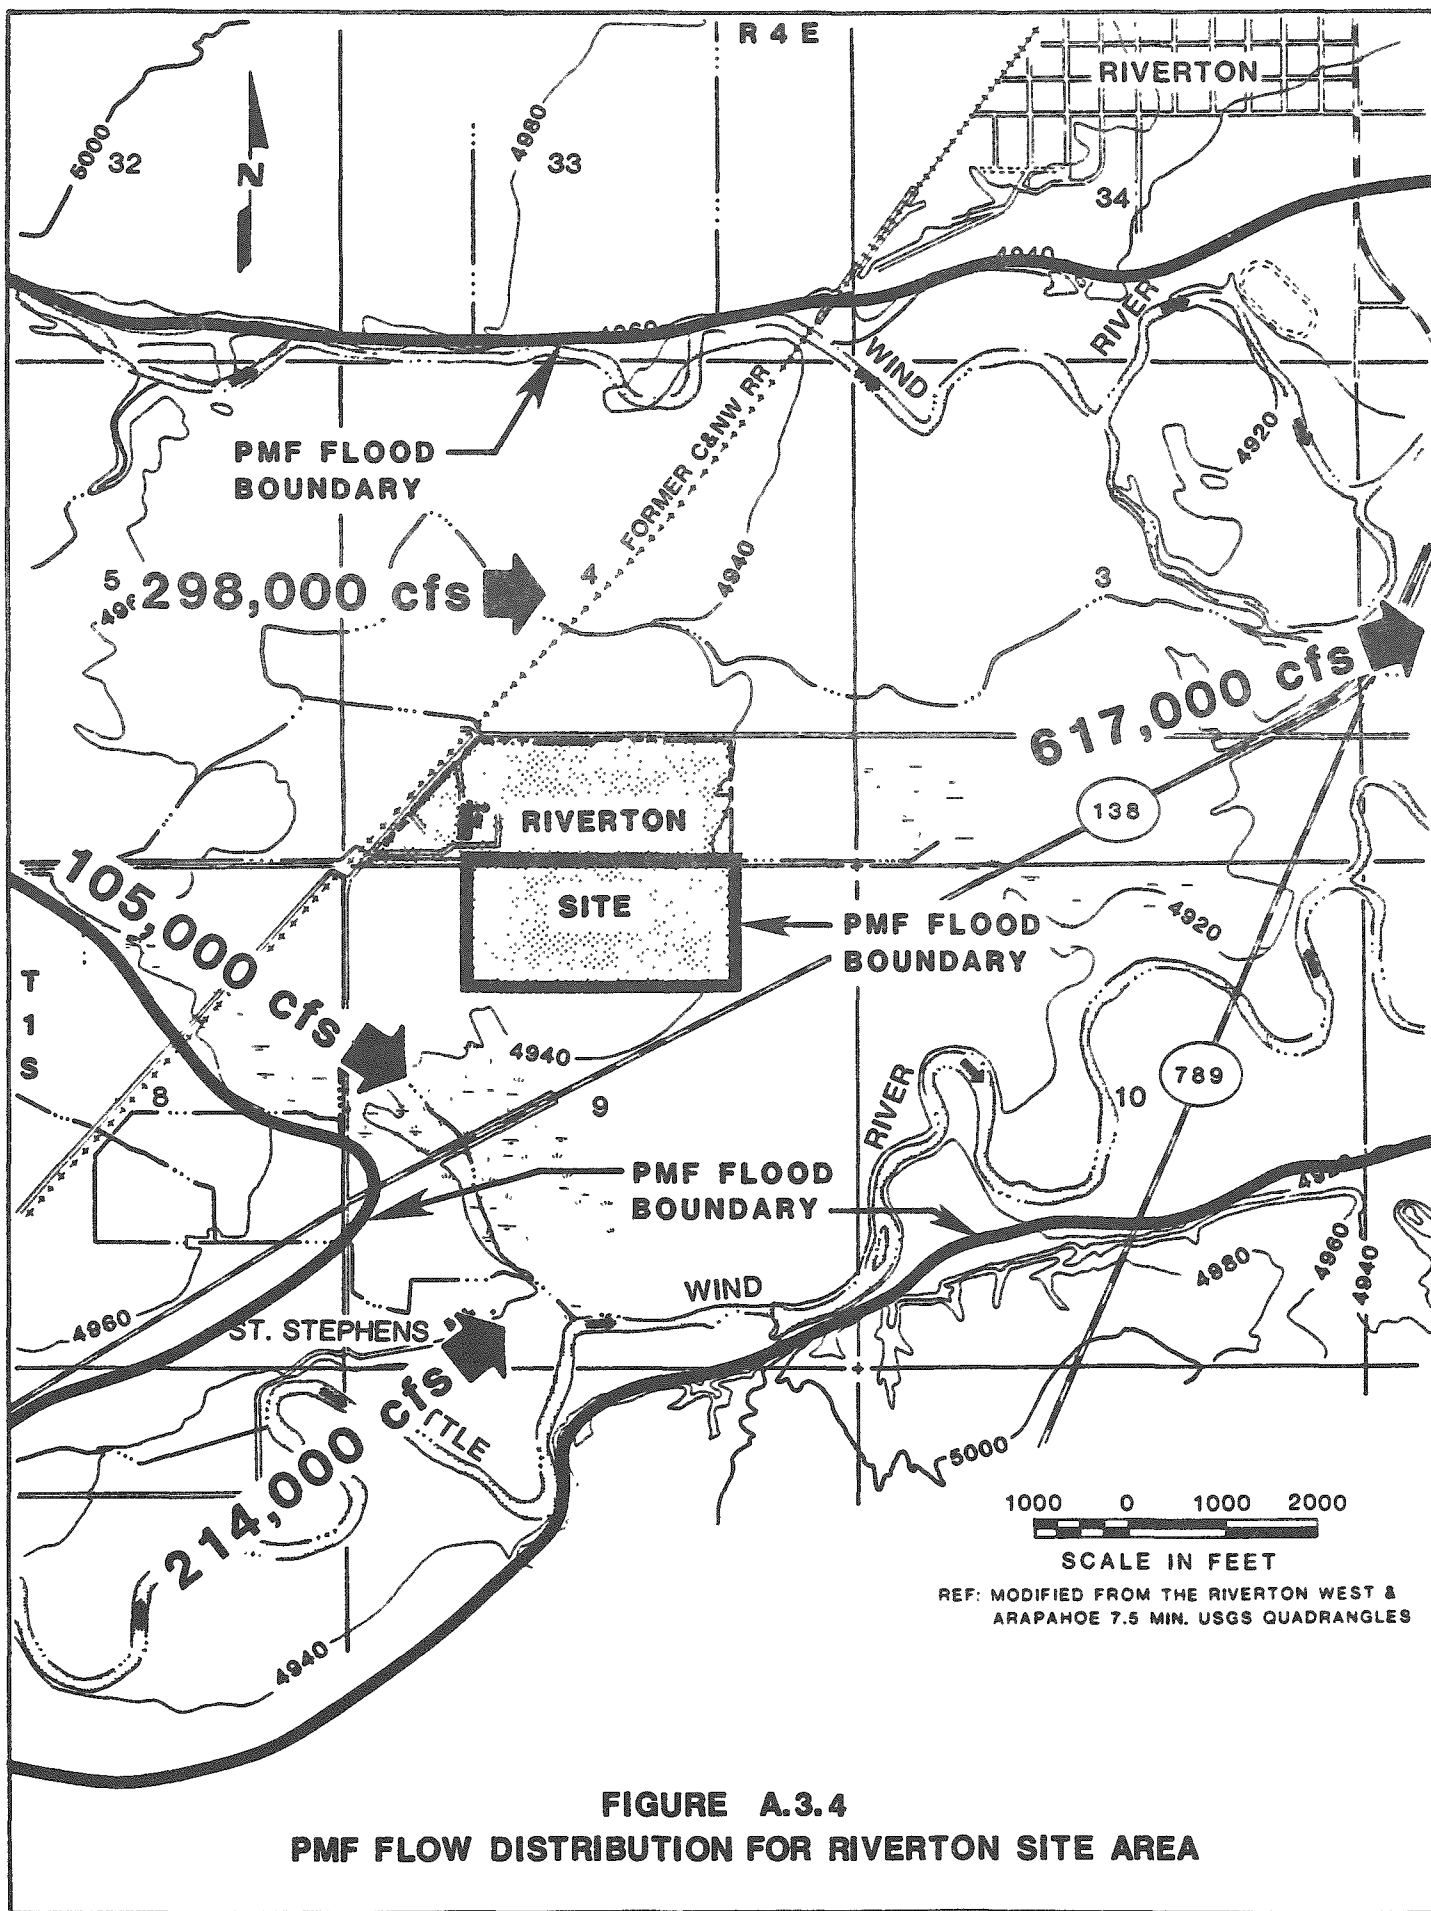 R 4 E
RIVERTON
5000
32
4980
33
34
N
4940
RIVER
WIND
PMF FLOOD
BOUNDARY
FORMER C&NW RR
4920
4940
5
298,000 cfs
4
3
617,000 cfs
138
RIVERTON
SITE
105,000 cfs
PMF FLOOD
BOUNDARY
4920
T
1
S
4940
8
9
RIVER
10
789
PMF FLOOD
BOUNDARY
4960
4940
4980
WIND
4960
ST. STEPHENS
214,000 cfs
TTLE
5000
1000 0 1000 2000
SCALE IN FEET
REF: MODIFIED FROM THE RIVERTON WEST &
ARAPAHOE 7.5 MIN. USGS QUADRANGLES
4940
FIGURE A.3.4
PMF FLOW DISTRIBUTION FOR RIVERTON SITE AREA